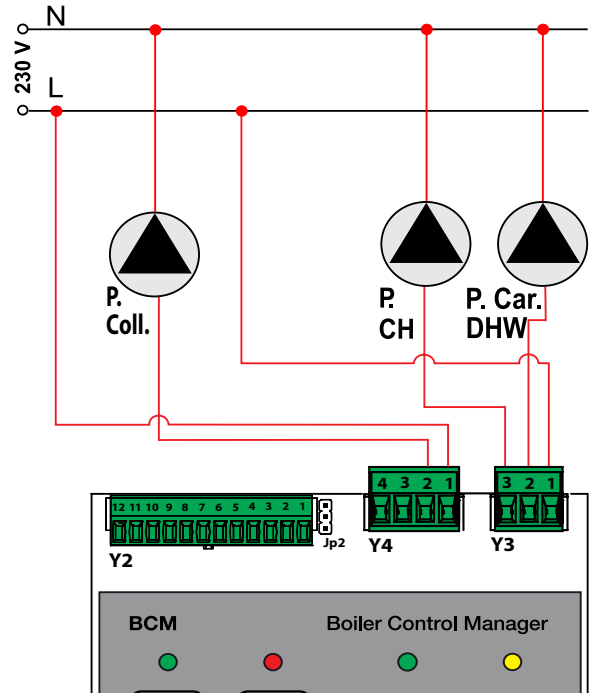 N
230 V
L
P.
Coll.
P.
CH
P. Car.
DHW
4 3 2 1
3 2 1
12 11 10 9 8 7 6 5 4 3 2 1
Jp2
Y4
Y3
Y2
BCM
Boiler Control Manager